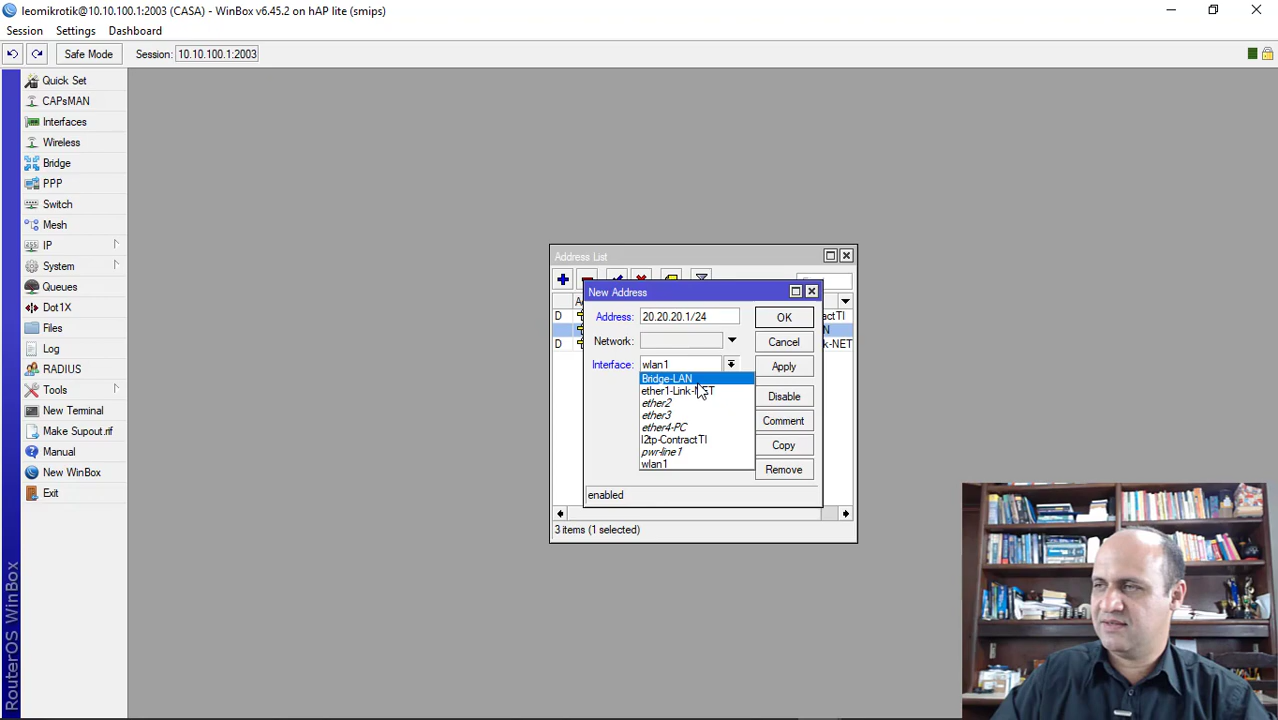 leomikrotik@10.10.100.1:2003 (CASA) - WinBox v6.45.2 on hAP lite (smips)
Session Settings Dashboard
Safe Mode Session: 10.10.100.1:2003
Quick Set
CAPsMAN
Interfaces
Wireless
Bridge
PPP
Switch
Mesh
IP
System
Queues
Dot1X
Files
Log
RADIUS
Tools
New Terminal
Make Supout.rif
Manual
New WinBox
Exit
RouterOS WinBox
Address List
D
D
New Address
Address: 20.20.20.1/24
Network:
Interface: wlan1
Bridge-LAN
ether1-Link-NET
ether2
ether3
ether4-PC
l2tp-ContractTI
pwr-line1
wlan1
OK
Cancel
Apply
Disable
Comment
Copy
Remove
enabled
3 items (1 selected)